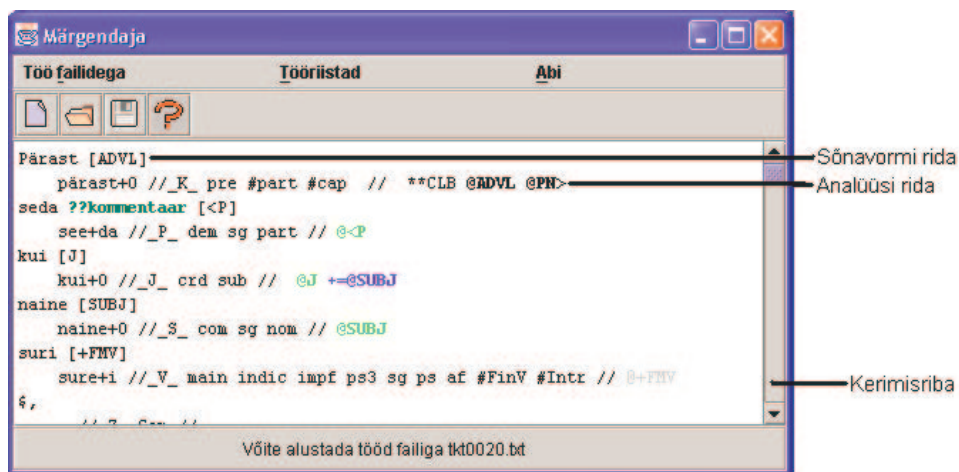 Märgendaja
Töö failidega Tööriistad Abi
Pärast [ADVL]
pärast+0 //_K_ pre #part #cap // **CLB @ADVL @PN>
seda ??kommentaar [<P]
see+da //_P_ dem sg part // @<P
kui [J]
kui+0 //_J_ crd sub // @J +=@SUBJ
naine [SUBJ]
naine+0 //_S_ com sg nom // @SUBJ
suri [+FMV]
sure+i //_V_ main indic impf ps3 sg ps af #FinV #Intr // @+FMV
$,
Võite alustada tööd failiga tkt0020.txt
Sõnavormi rida
Analüüsi rida
Kerimisriba